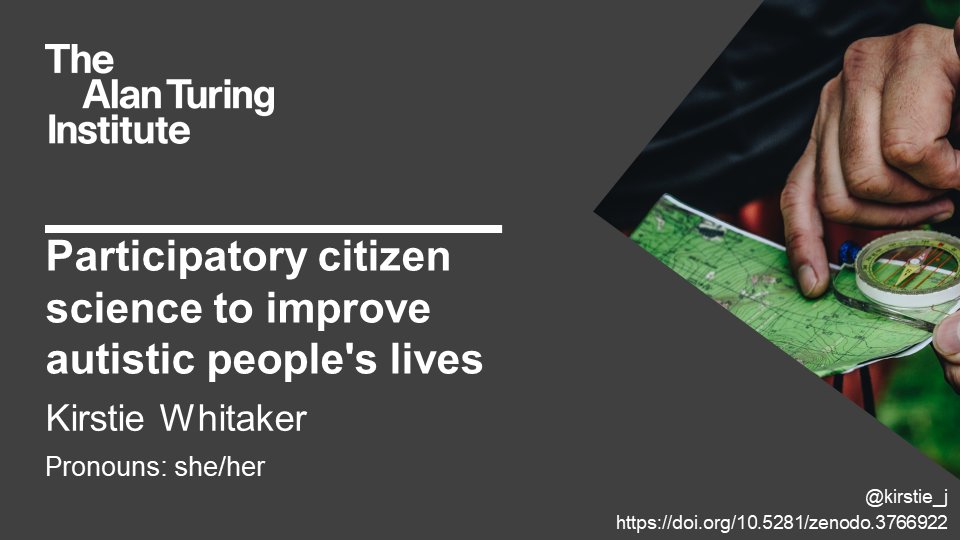 The
Alan Turing
Institute
Participatory citizen
science to improve
autistic people's lives
Kirstie Whitaker
Pronouns: she/her
@kirstie_j
https://doi.org/10.5281/zenodo.3766922